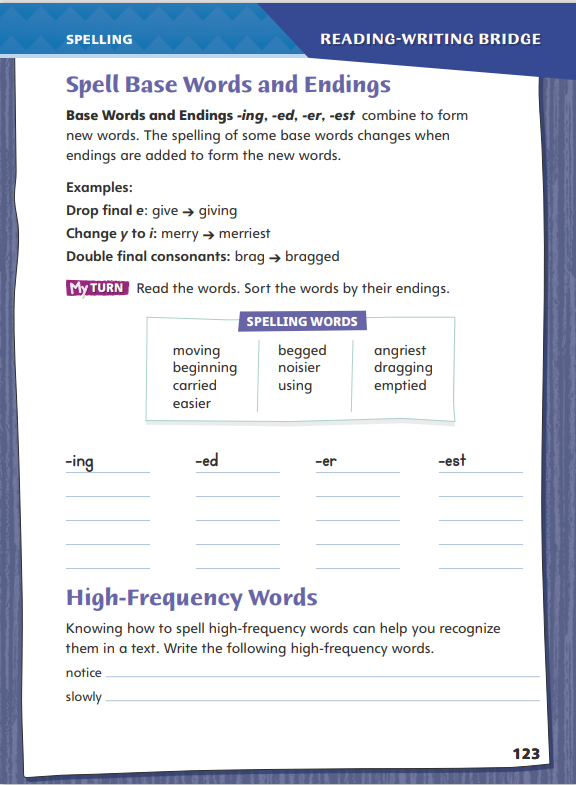 SPELLING
READING-WRITING BRIDGE
Spell Base Words and Endings
Base Words and Endings -ing, -ed, -er, -est combine to form
new words. The spelling of some base words changes when
endings are added to form the new words.
Examples:
Drop final e: give → giving
Change y to i: merry → merriest
Double final consonants: brag → bragged
My TURN Read the words. Sort the words by their endings.
SPELLING WORDS
moving
beginning
carried
easier
begged
noisier
using
angriest
dragging
emptied
-ing -ed -er -est
High-Frequency Words
Knowing how to spell high-frequency words can help you recognize
them in a text. Write the following high-frequency words.
notice
slowly
123